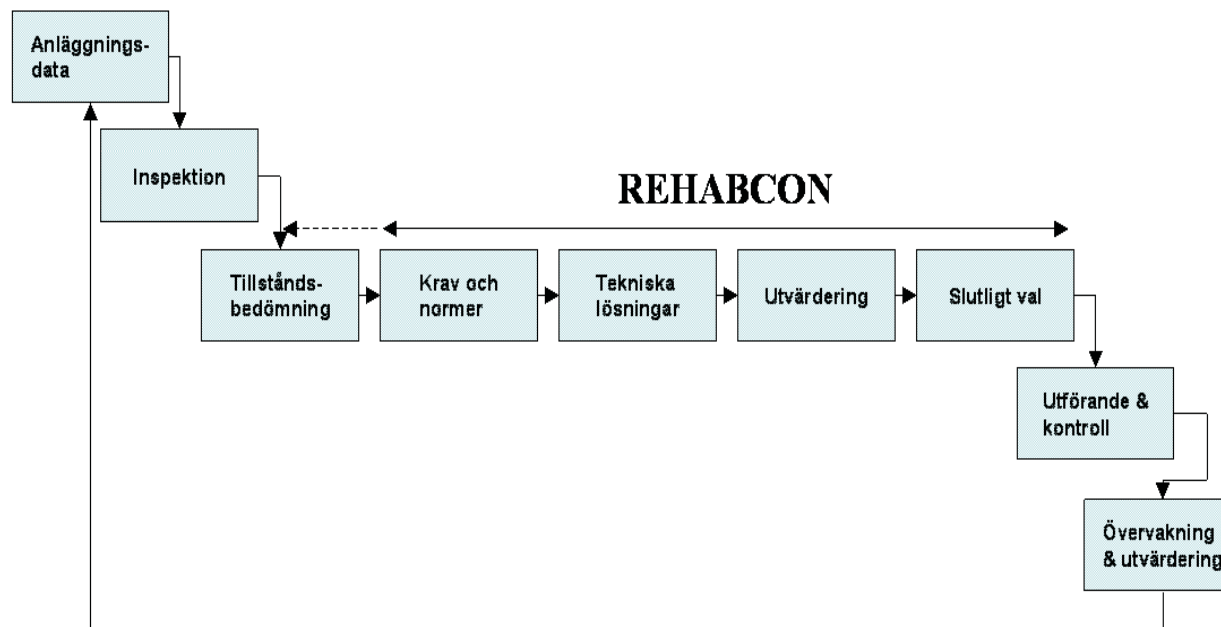 Anläggnings-
data
Inspektion
REHABCON
Tillstånds-
bedömning
Krav och
normer
Tekniska
lösningar
Utvärdering
Slutligt val
Utförande &
kontroll
Övervakning
& utvärdering